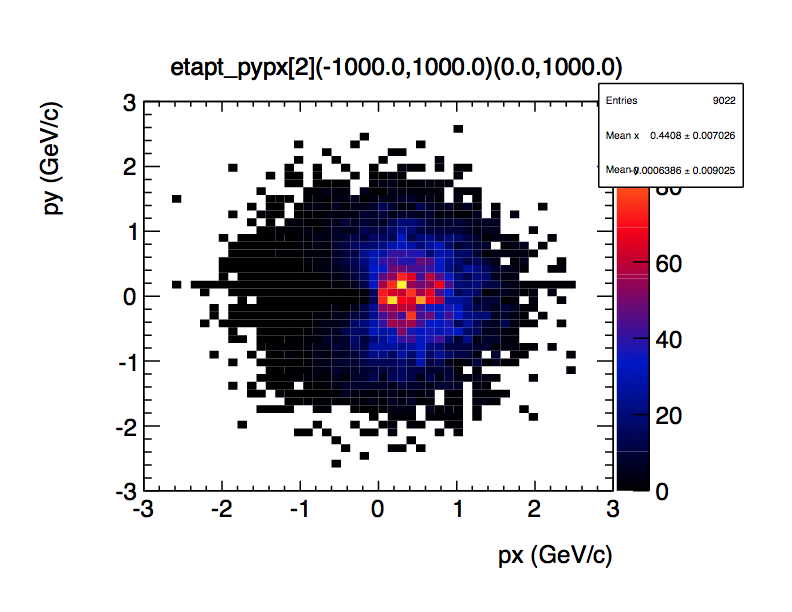 etapt_pypx[2](-1000.0,1000.0)(0.0,1000.0)
Entries 9022
Mean x 0.4408 ± 0.007026
Mean 0.0006386 ± 0.009025
py (GeV/c)
3
2
1
0
-1
-2
-3
-3 -2 -1 0 1 2 3
px (GeV/c)
80
60
40
20
0